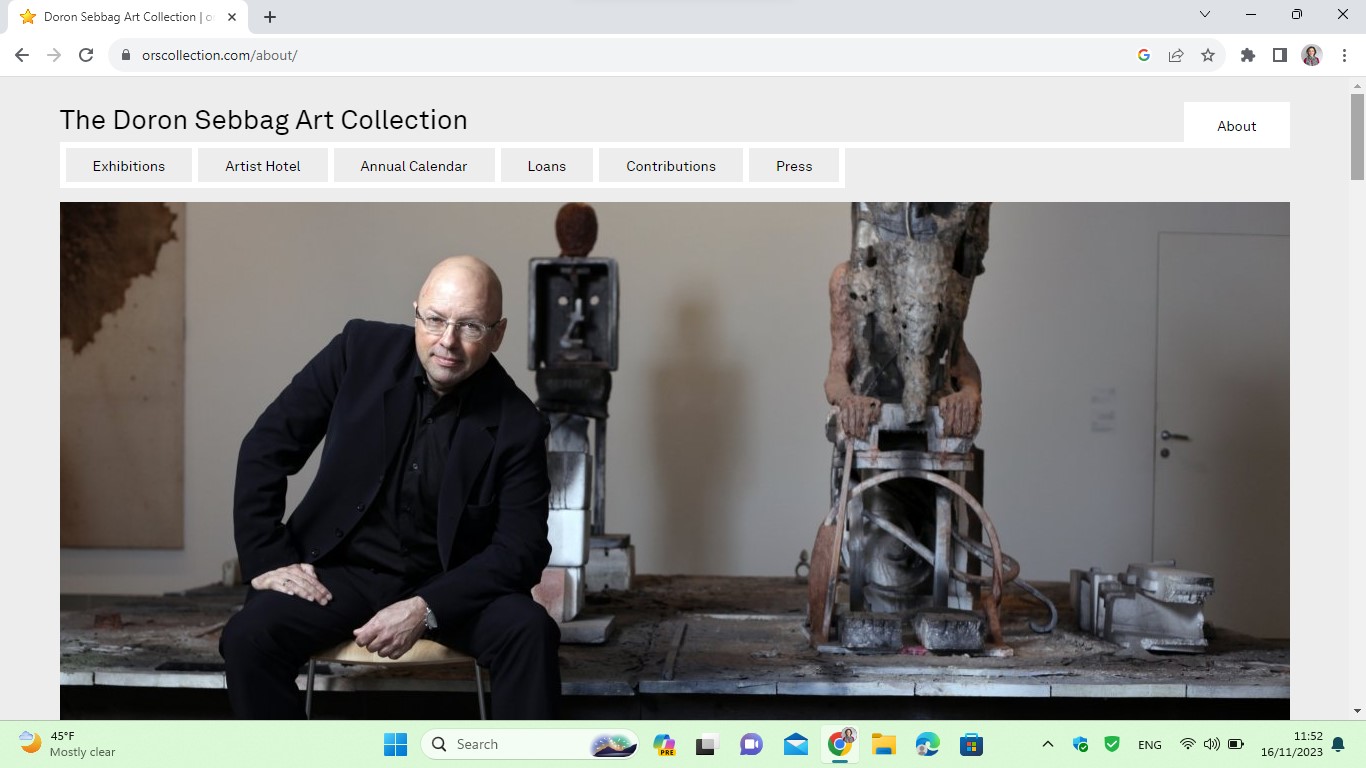 Doron Sebbag Art Collection | o
orscollection.com/about/
The Doron Sebbag Art Collection
About
Exhibitions
Artist Hotel
Annual Calendar
Loans
Contributions
Press
45°F
Mostly clear
Search
PRE
ENG
11:52
16/11/2023